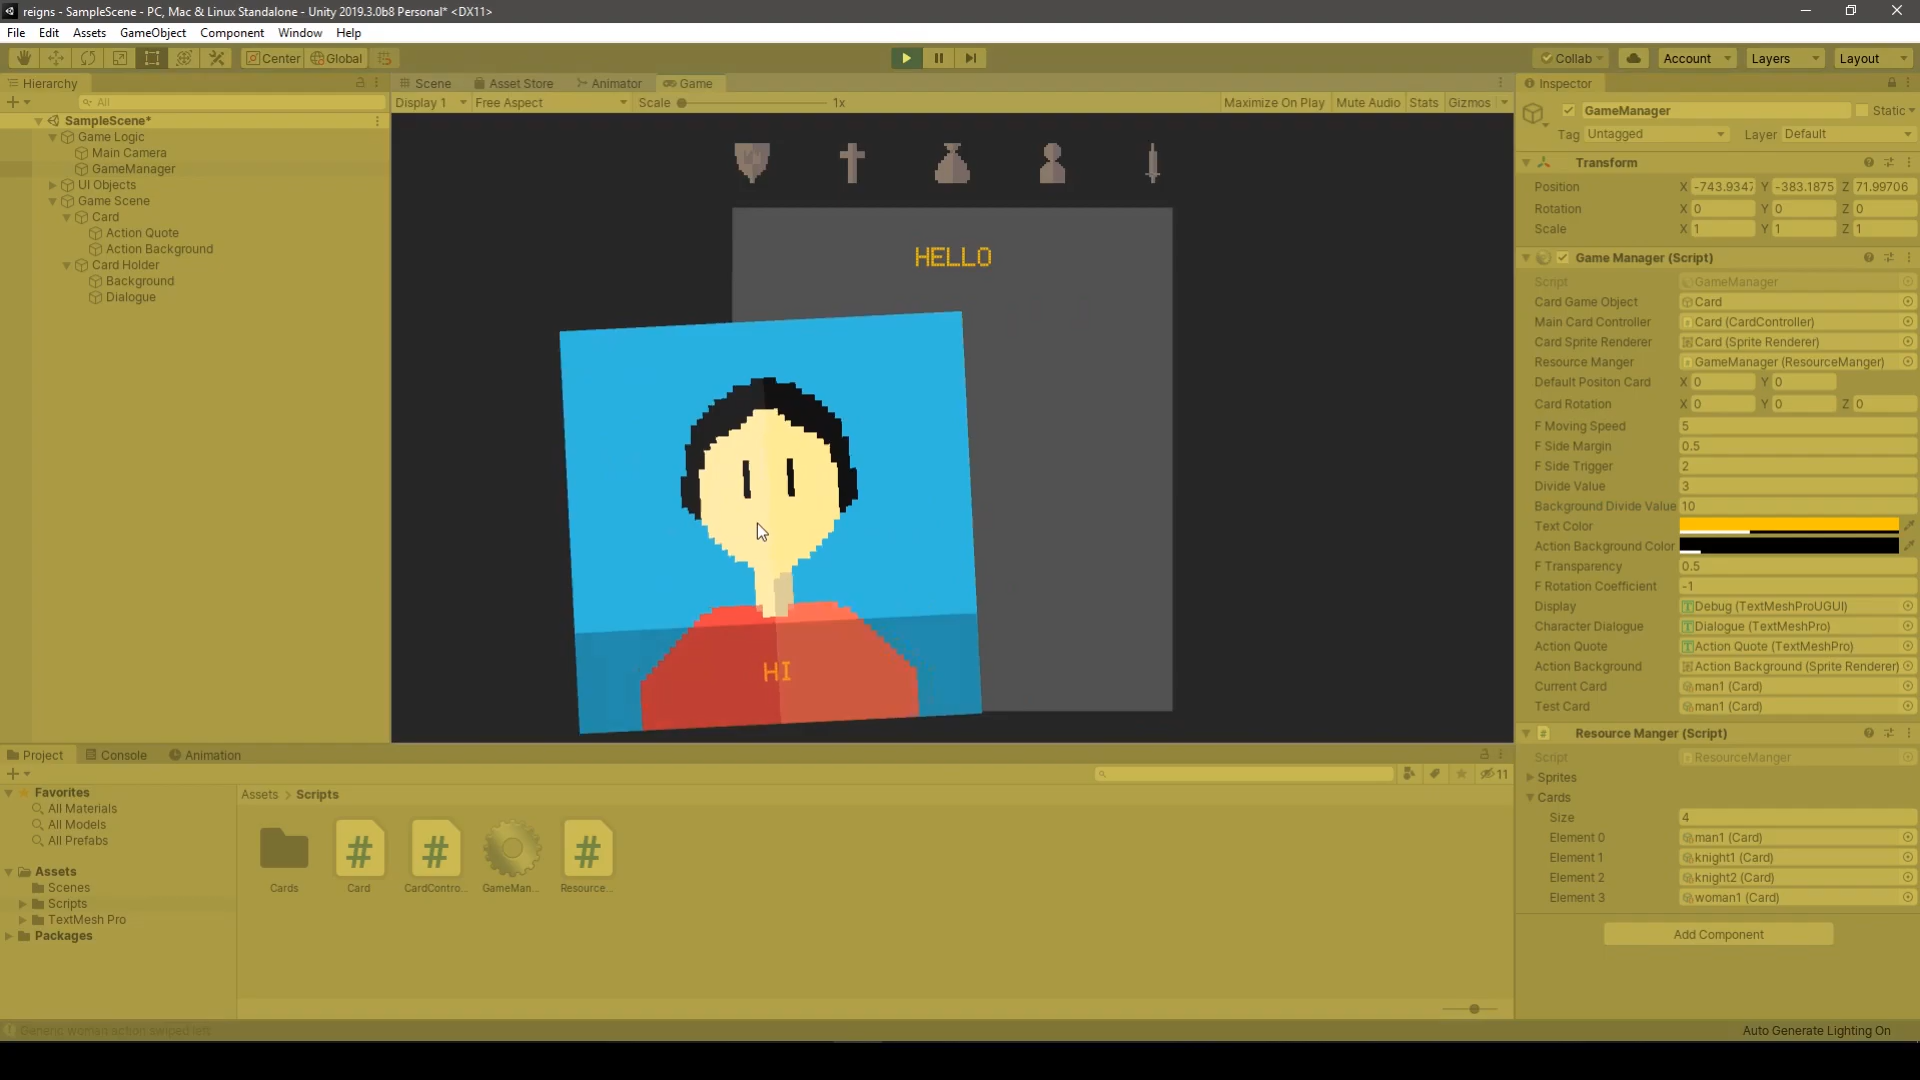 reigns - SampleScene - PC, Mac & Linux Standalone - Unity 2019.3.0b8 Personal* <DX11>
File Edit Assets GameObject Component Window Help
Center Global Collab Account Layers Layout
Hierarchy
All
SampleScene*
Game Logic
Main Camera
GameManager
UI Objects
Game Scene
Card
Action Quote
Action Background
Card Holder
Background
Dialogue
Scene Asset Store Animator Game
Display 1 Free Aspect Scale 1x Maximize On Play Mute Audio Stats Gizmos
HELLO
HI
Inspector
GameManager Static
Tag Untagged Layer Default
Transform
Position X -743.9347 Y -383.1875 Z 71.99706
Rotation X 0 Y 0 Z 0
Scale X 1 Y 1 Z 1
Game Manager (Script)
Script GameManager
Card Game Object Card
Main Card Controller Card (CardController)
Card Sprite Renderer Card (Sprite Renderer)
Resource Manger GameManager (ResourceManger)
Default Positon Card X 0 Y 0
Card Rotation X 0 Y 0 Z 0
F Moving Speed 5
F Side Margin 0.5
F Side Trigger 2
Divide Value 3
Background Divide Value 10
Text Color
Action Background Color
F Transparency 0.5
F Rotation Coefficient -1
Display Debug (TextMeshProUGUI)
Character Dialogue Dialogue (TextMeshPro)
Action Quote Action Quote (TextMeshPro)
Action Background Action Background (Sprite Renderer)
Current Card man1 (Card)
Test Card man1 (Card)
Resource Manger (Script)
Script ResourceManger
Sprites
Cards
Size 4
Element 0 man1 (Card)
Element 1 knight1 (Card)
Element 2 knight2 (Card)
Element 3 woman1 (Card)
Add Component
Project Console Animation
11
Favorites
All Materials
All Models
All Prefabs
Assets
Scenes
Scripts
TextMesh Pro
Packages
Assets > Scripts
Cards Card CardContro... GameMan... Resource...
Generic woman action swiped left
Auto Generate Lighting On